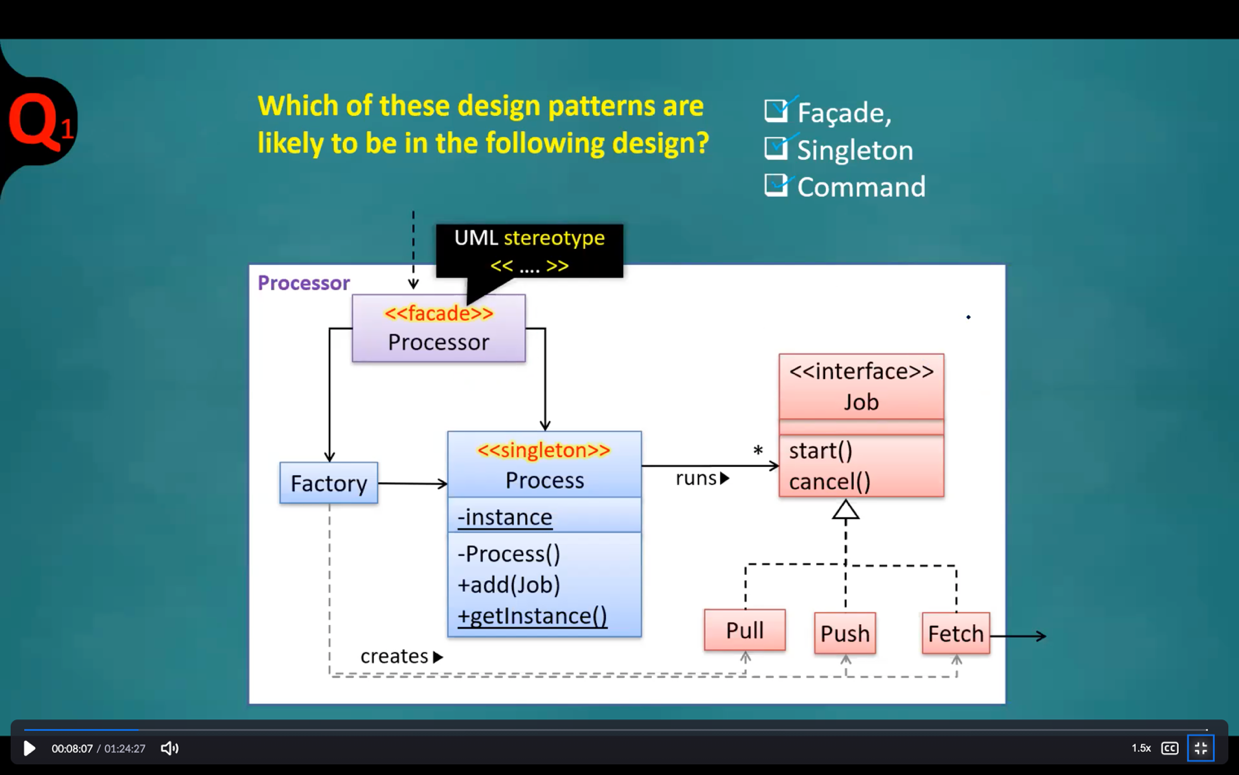 Q1
Which of these design patterns are
likely to be in the following design?
Façade,
Singleton
Command
UML stereotype
<< .... >>
Processor
<<facade>>
Processor
<<interface>>
Job
start()
cancel()
<<singleton>>
Process
-instance
-Process()
+add(Job)
+getInstance()
Factory
*
runs▶
Pull
Push
Fetch
creates▶
00:08:07 / 01:24:27
1.5x
CC